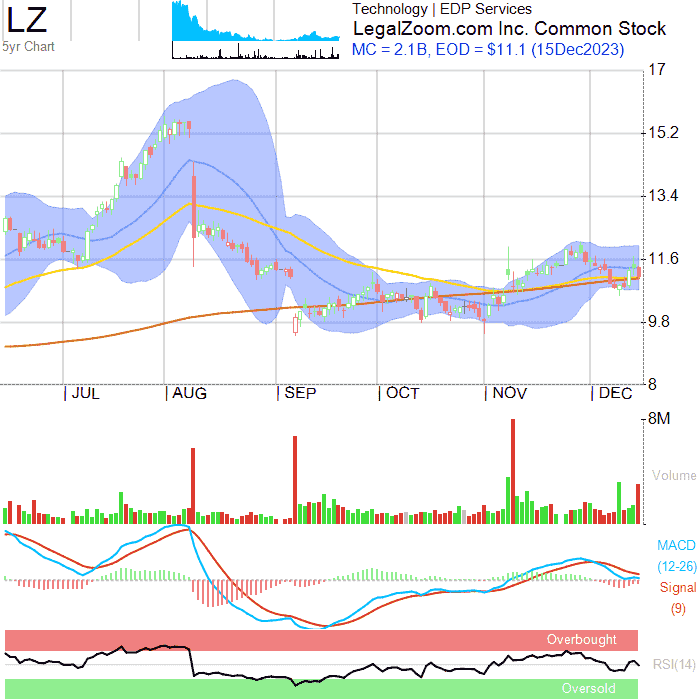 LZ
5yr Chart
Technology | EDP Services
LegalZoom.com Inc. Common Stock
MC = 2.1B, EOD = $11.1 (15Dec2023)
17
15.2
13.4
11.6
9.8
8
JUL AUG SEP OCT NOV DEC
8M
Volume
MACD
(12-26)
Signal
(9)
Overbought
RSI(14)
Oversold